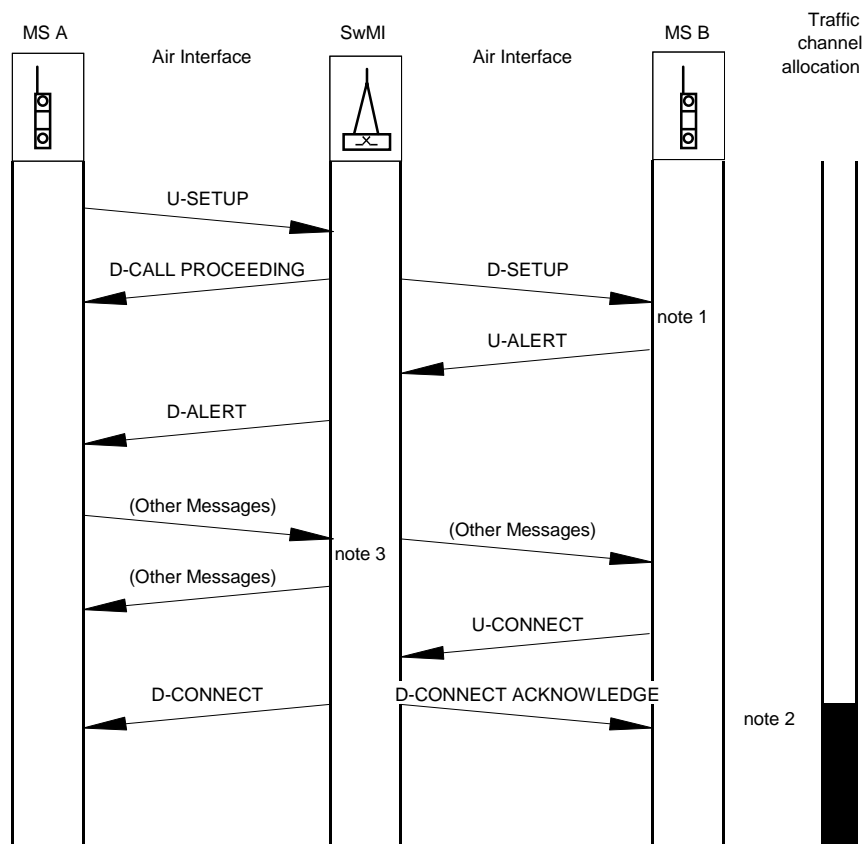 MS A
Air Interface
SwMI
Air Interface
MS B
Traffic
channel
allocation
U-SETUP
D-CALL PROCEEDING
D-SETUP
note 1
U-ALERT
D-ALERT
(Other Messages)
(Other Messages)
note 3
(Other Messages)
U-CONNECT
D-CONNECT
D-CONNECT ACKNOWLEDGE
note 2